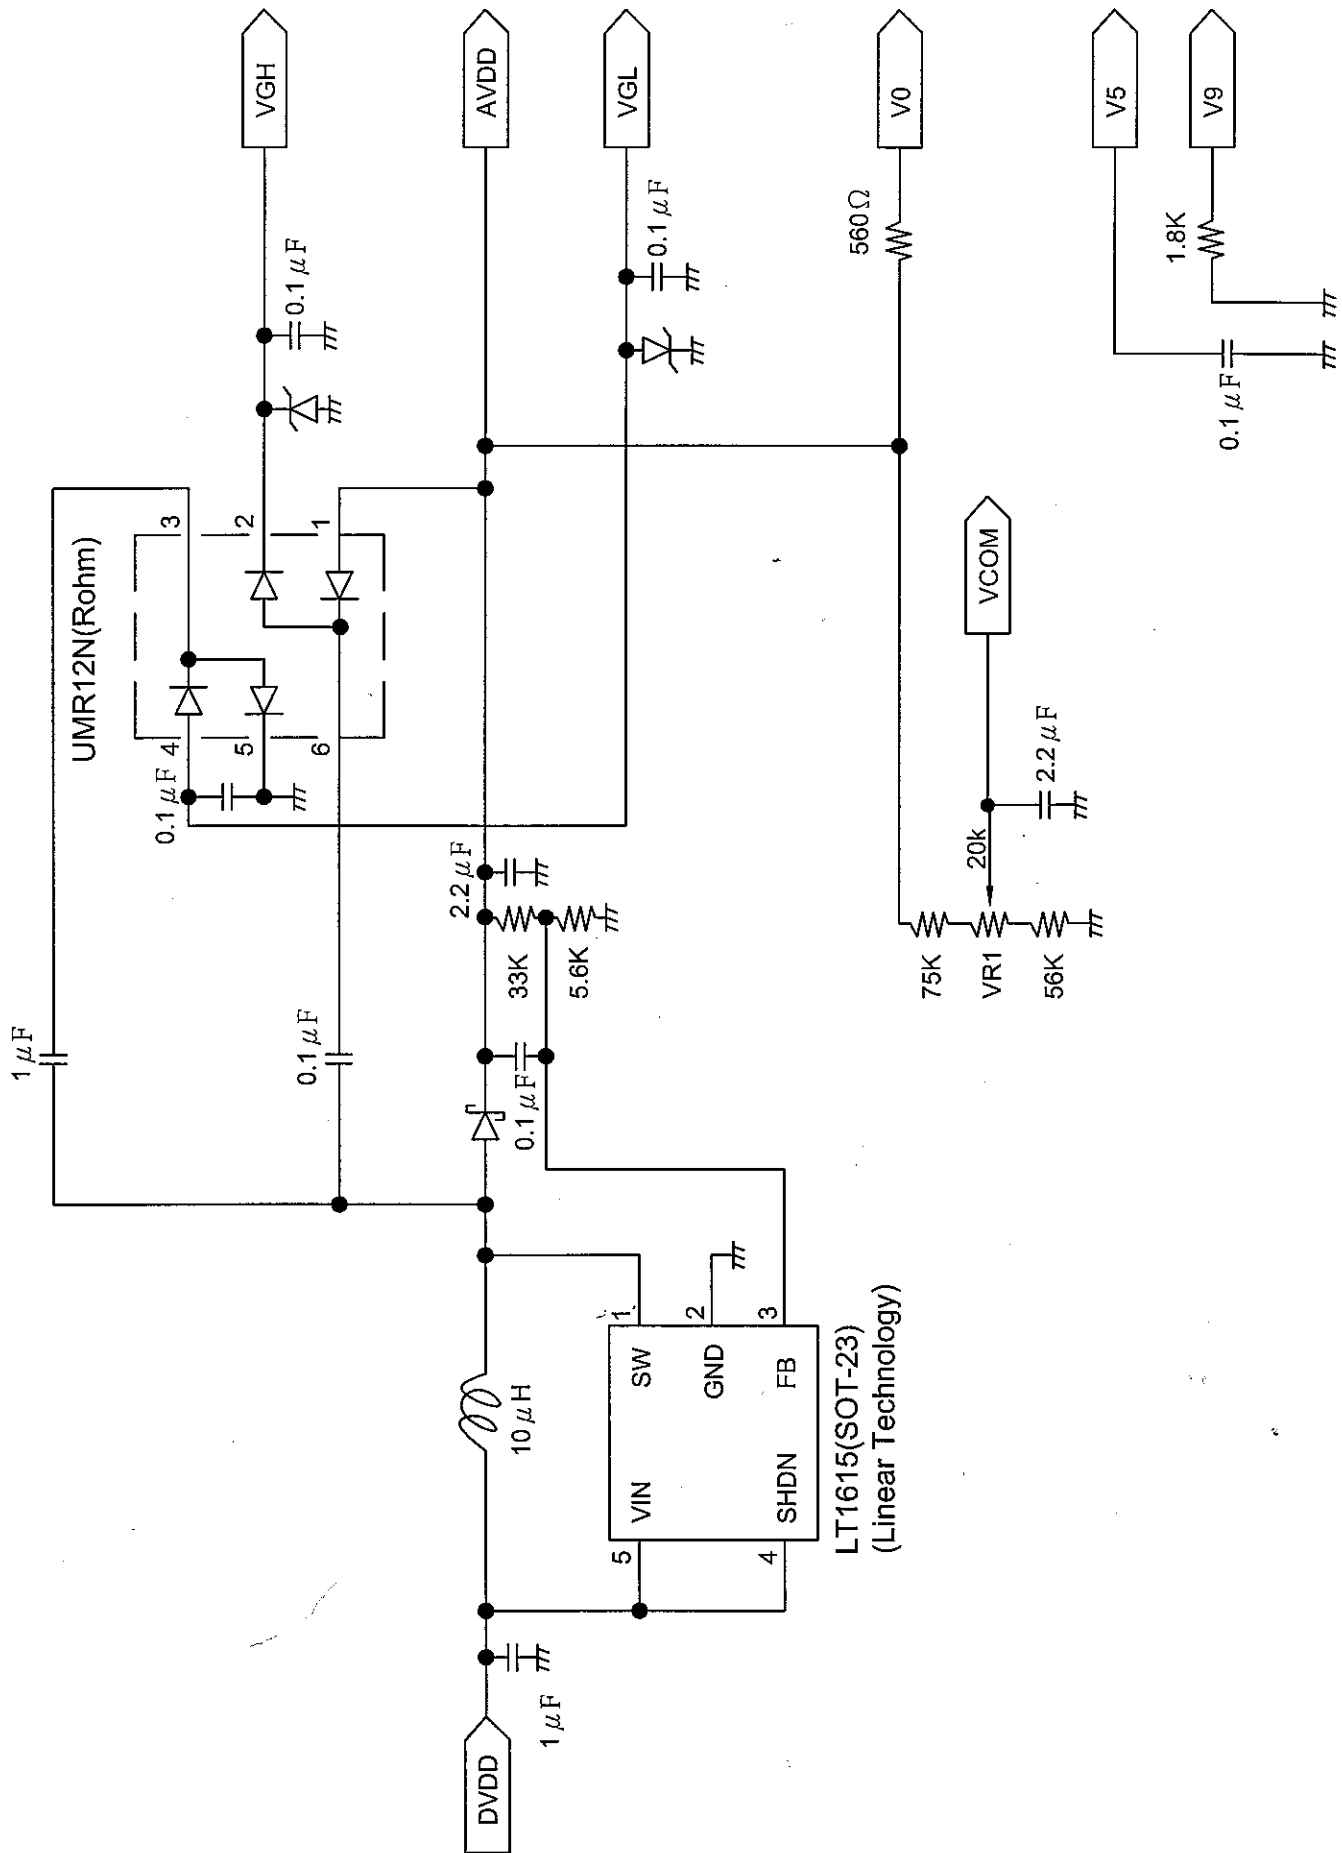 1 μF
UMR12N(Rohm)
3
4
0.1 μF
2
5
1
6
0.1 μF
0.1 μF
VGH
DVDD
1 μF
10 μH
0.1 μF
2.2 μF
33K
5.6K
AVDD
0.1 μF
VGL
VIN
SW
GND
SHDN
FB
5
4
1
2
3
LT1615(SOT-23)
(Linear Technology)
560Ω
V0
75K
VR1
56K
20k
2.2 μF
VCOM
V5
0.1 μF
1.8K
V9